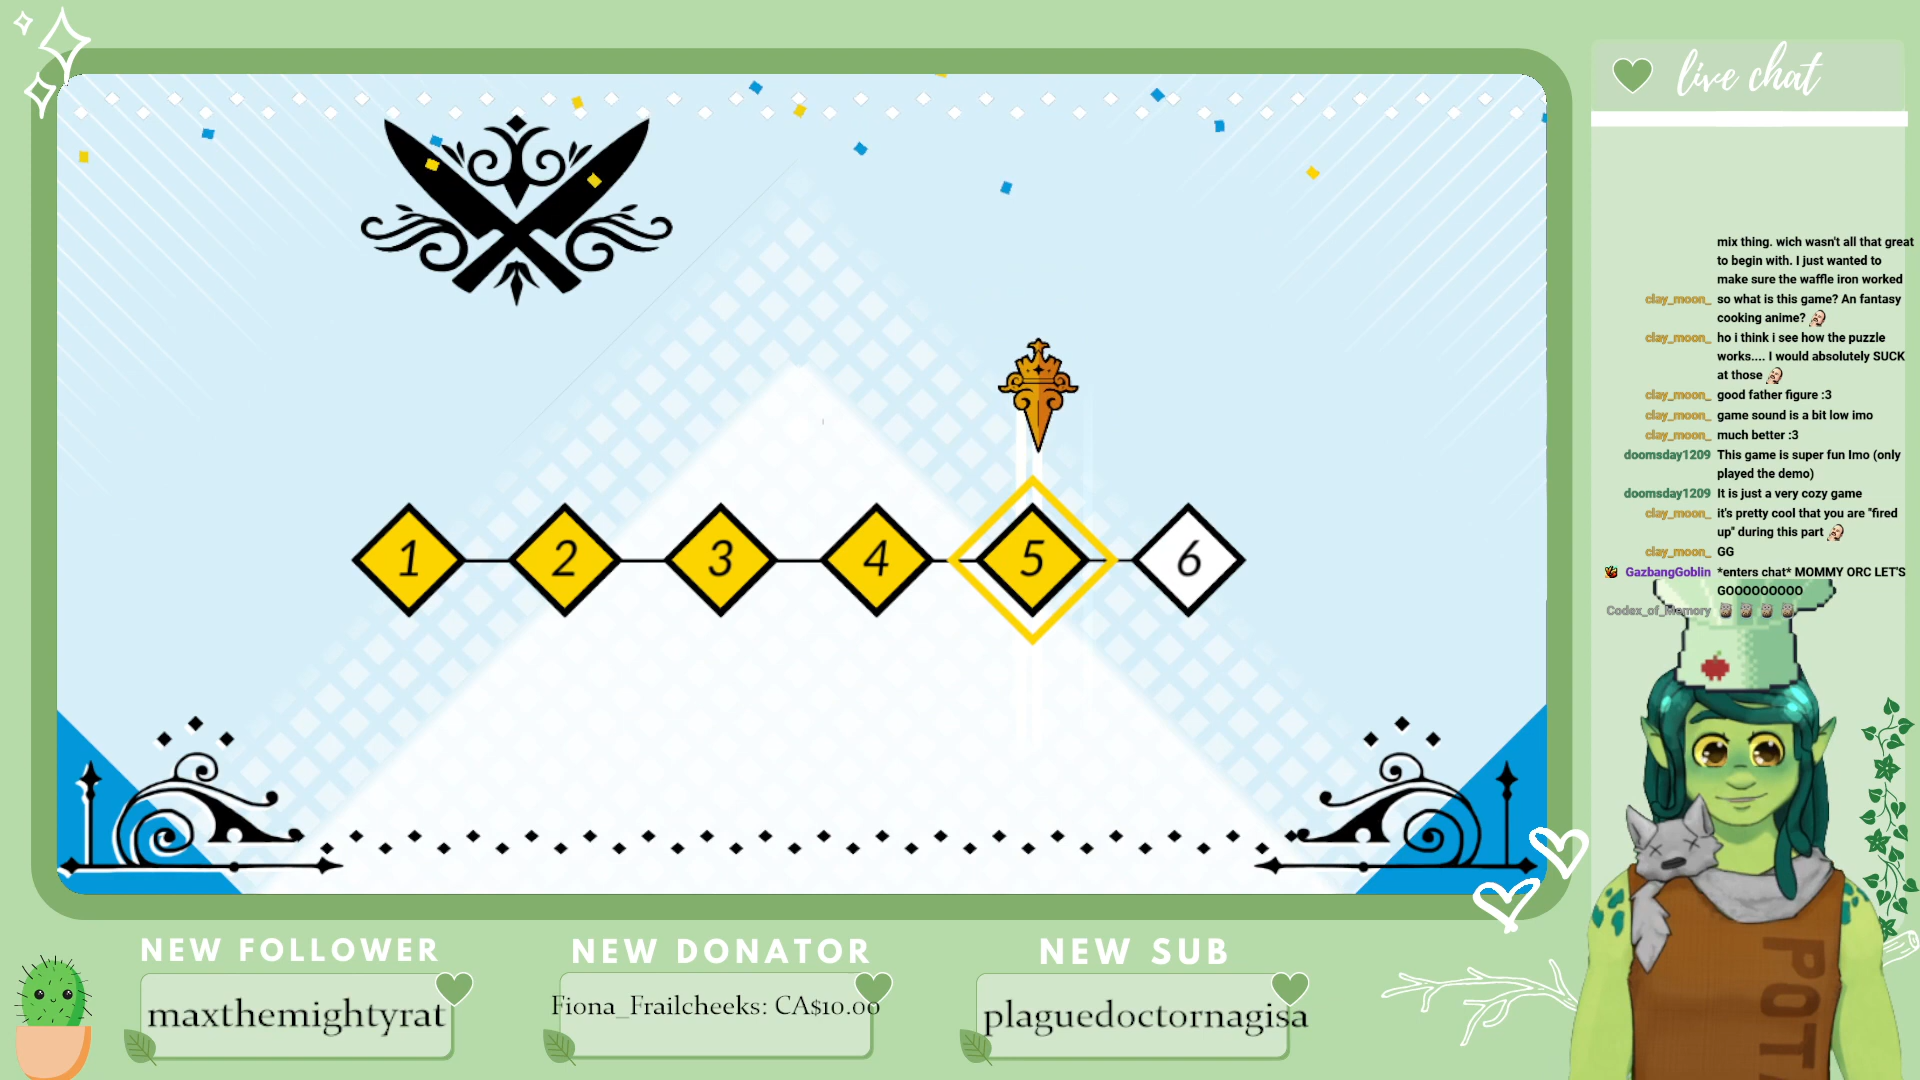 live chat
mix thing. wich wasn't all that great
to begin with. I just wanted to
make sure the waffle iron worked
clay_moon_ so what is this game? An fantasy
cooking anime?
clay_moon_ ho i think i see how the puzzle
works.... I would absolutely SUCK
at those
clay_moon_ good father figure :3
clay_moon_ game sound is a bit low imo
clay_moon_ much better :3
doomsday1209 This game is super fun Imo (only
played the demo)
doomsday1209 It is just a very cozy game
clay_moon_ it's pretty cool that you are "fired
up" during this part
clay_moon_ GG
GazbangGoblin *enters chat* MOMMY ORC LET'S
GOOOOOOOOO
Codex_of_Memory
1 2 3 4 5 6
POT
NEW FOLLOWER
maxthemightyrat
NEW DONATOR
Fiona_Frailcheeks: CA$10.00
NEW SUB
plaguedoctornagisa